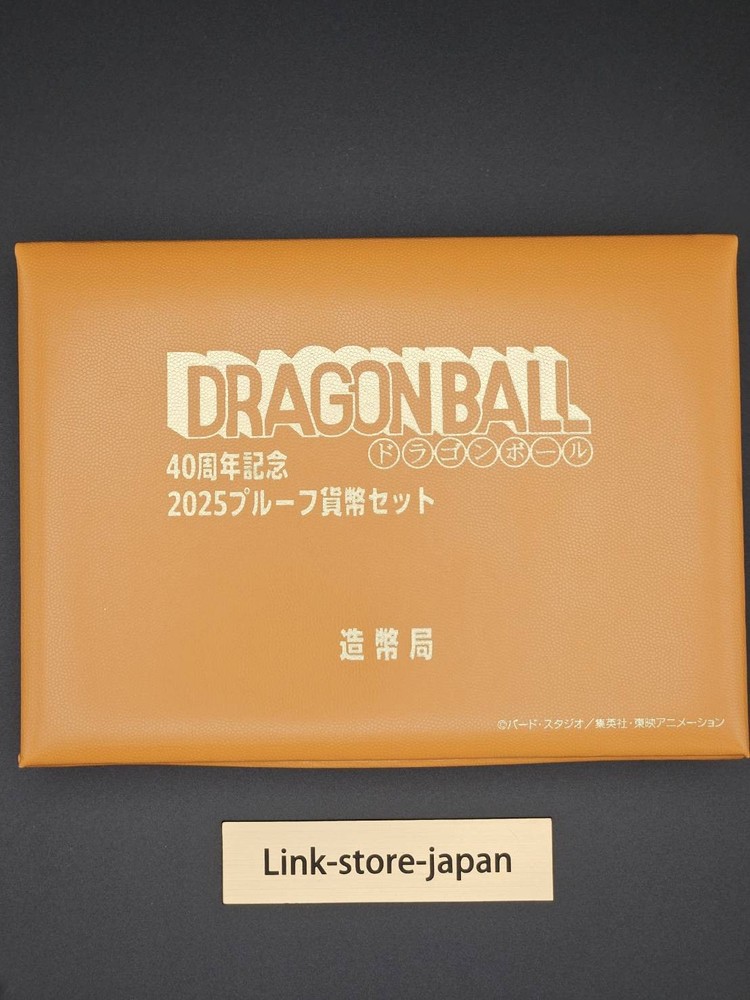 DRAGON BALL
ドラゴンボール
40周年記念
2025プルーフ貨幣セット
造幣局
©バード・スタジオ/集英社・東映アニメーション
Link-store-japan